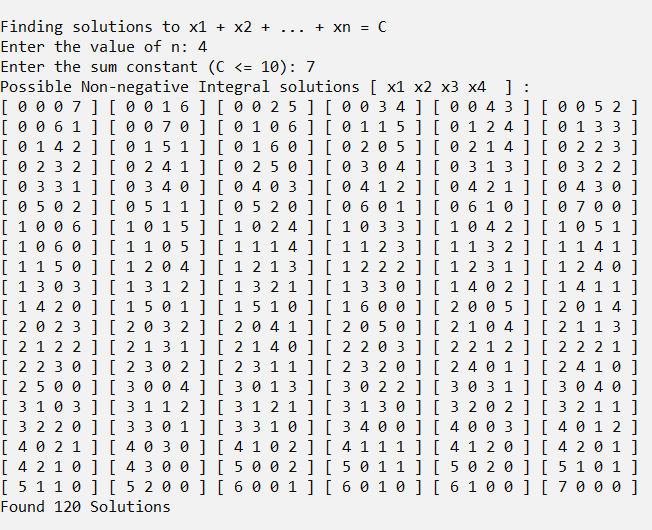 Finding solutions to x1 + x2 + ... + xn = C
Enter the value of n: 4
Enter the sum constant (C <= 10): 7
Possible Non-negative Integral solutions [ x1 x2 x3 x4  ] :
[ 0 0 0 7 ] [ 0 0 1 6 ] [ 0 0 2 5 ] [ 0 0 3 4 ] [ 0 0 4 3 ] [ 0 0 5 2 ]
[ 0 0 6 1 ] [ 0 0 7 0 ] [ 0 1 0 6 ] [ 0 1 1 5 ] [ 0 1 2 4 ] [ 0 1 3 3 ]
[ 0 1 4 2 ] [ 0 1 5 1 ] [ 0 1 6 0 ] [ 0 2 0 5 ] [ 0 2 1 4 ] [ 0 2 2 3 ]
[ 0 2 3 2 ] [ 0 2 4 1 ] [ 0 2 5 0 ] [ 0 3 0 4 ] [ 0 3 1 3 ] [ 0 3 2 2 ]
[ 0 3 3 1 ] [ 0 3 4 0 ] [ 0 4 0 3 ] [ 0 4 1 2 ] [ 0 4 2 1 ] [ 0 4 3 0 ]
[ 0 5 0 2 ] [ 0 5 1 1 ] [ 0 5 2 0 ] [ 0 6 0 1 ] [ 0 6 1 0 ] [ 0 7 0 0 ]
[ 1 0 0 6 ] [ 1 0 1 5 ] [ 1 0 2 4 ] [ 1 0 3 3 ] [ 1 0 4 2 ] [ 1 0 5 1 ]
[ 1 0 6 0 ] [ 1 1 0 5 ] [ 1 1 1 4 ] [ 1 1 2 3 ] [ 1 1 3 2 ] [ 1 1 4 1 ]
[ 1 1 5 0 ] [ 1 2 0 4 ] [ 1 2 1 3 ] [ 1 2 2 2 ] [ 1 2 3 1 ] [ 1 2 4 0 ]
[ 1 3 0 3 ] [ 1 3 1 2 ] [ 1 3 2 1 ] [ 1 3 3 0 ] [ 1 4 0 2 ] [ 1 4 1 1 ]
[ 1 4 2 0 ] [ 1 5 0 1 ] [ 1 5 1 0 ] [ 1 6 0 0 ] [ 2 0 0 5 ] [ 2 0 1 4 ]
[ 2 0 2 3 ] [ 2 0 3 2 ] [ 2 0 4 1 ] [ 2 0 5 0 ] [ 2 1 0 4 ] [ 2 1 1 3 ]
[ 2 1 2 2 ] [ 2 1 3 1 ] [ 2 1 4 0 ] [ 2 2 0 3 ] [ 2 2 1 2 ] [ 2 2 2 1 ]
[ 2 2 3 0 ] [ 2 3 0 2 ] [ 2 3 1 1 ] [ 2 3 2 0 ] [ 2 4 0 1 ] [ 2 4 1 0 ]
[ 2 5 0 0 ] [ 3 0 0 4 ] [ 3 0 1 3 ] [ 3 0 2 2 ] [ 3 0 3 1 ] [ 3 0 4 0 ]
[ 3 1 0 3 ] [ 3 1 1 2 ] [ 3 1 2 1 ] [ 3 1 3 0 ] [ 3 2 0 2 ] [ 3 2 1 1 ]
[ 3 2 2 0 ] [ 3 3 0 1 ] [ 3 3 1 0 ] [ 3 4 0 0 ] [ 4 0 0 3 ] [ 4 0 1 2 ]
[ 4 0 2 1 ] [ 4 0 3 0 ] [ 4 1 0 2 ] [ 4 1 1 1 ] [ 4 1 2 0 ] [ 4 2 0 1 ]
[ 4 2 1 0 ] [ 4 3 0 0 ] [ 5 0 0 2 ] [ 5 0 1 1 ] [ 5 0 2 0 ] [ 5 1 0 1 ]
[ 5 1 1 0 ] [ 5 2 0 0 ] [ 6 0 0 1 ] [ 6 0 1 0 ] [ 6 1 0 0 ] [ 7 0 0 0 ]
Found 120 Solutions